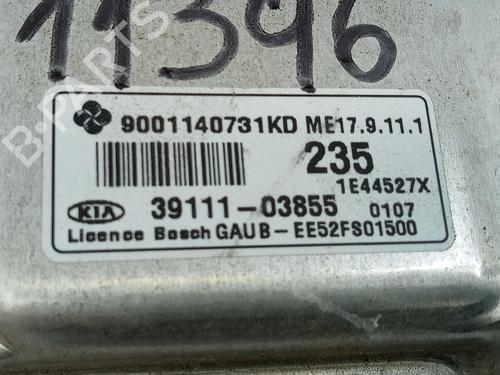 11396
B-PARTS
9001140731KD ME17.9.11.1
235
1E44527X
KIA 39111-03855 0107
Licence Bosch GAUB-EE52FS01500